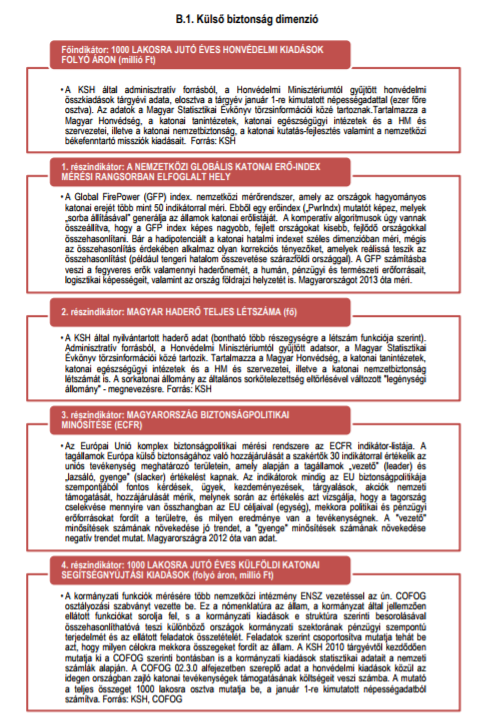 B.1. Külső biztonság dimenzió
Főindikátor: 1000 LAKOSRA JUTÓ ÉVES HONVÉDELMI KIADÁSOK
FOLYÓ ÁRON (millió Ft)
•A KSH által adminisztratív forrásból, a Honvédelmi Minisztériumtól gyűjtött honvédelmi
összkiadások tárgyévi adata, elosztva a tárgyév január 1-re kimutatott népességadattal (ezer főre
osztva). Az adatok a Magyar Statisztikai Évkönyv törzsinformációi közé tartoznak.Tartalmazza a
Magyar Honvédség, a katonai tanintézetek, katonai egészségügyi intézetek és a HM és
szervezetei, illetve a katonai nemzetbiztonság, a katonai kutatás-fejlesztés valamint a nemzetközi
békefenntartó missziók kiadásait. Forrás: KSH
1. részindikátor: A NEMZETKÖZI GLOBÁLIS KATONAI ERŐ-INDEX
MÉRÉSI RANGSORBAN ELFOGLALT HELY
•A Global FirePower (GFP) index. nemzetközi mérőrendszer, amely az országok hagyományos
katonai erejét több mint 50 indikátorral méri. Ebből egy erőindex („PwrIndx) mutatót képez, melyek
„sorba állításával” generálja az államok katonai erőlistáját. A komperatív algoritmusok úgy vannak
összeállítva, hogy a GFP index képes nagyobb, fejlett országokat kisebb, fejlődő országokkal
összehasonlítani. Bár a hadipotenciált a katonai hatalmi indexet széles dimenzióban méri, mégis
az összehasonlítás érdekében alkalmaz olyan korrekciós tényezőket, amelyek reálissá teszik az
összehasonlítást (például tengeri hatalom összevetése szárazföldi országgal). A GFP számításba
veszi a fegyveres erők valamennyi haderőnemét, a humán, pénzügyi és természeti erőforrásait,
logisztikai képességeit, valamint az ország földrajzi helyzetét is. Magyarországot 2013 óta méri.
2. részindikátor: MAGYAR HADERŐ TELJES LÉTSZÁMA (fő)
•A KSH által nyilvántartott haderő adat (bontható több részegységre a létszám funkciója szerint).
Adminisztratív forrásból, a Honvédelmi Minisztériumtól gyűjtött adatsor, a Magyar Statisztikai
Évkönyv törzsinformációi közé tartozik. Tartalmazza a Magyar Honvédség, a katonai tanintézetek,
katonai egészségügyi intézetek és a HM és szervezetei, illetve a katonai nemzetbiztonság
létszámát is. A sorkatonai állomány az általános sorkötelezettség eltörlésével változott "legénységi
állomány" - megnevezésre. Forrás: KSH
3. részindikátor: MAGYARORSZÁG BIZTONSÁGPOLITIKAI
MINŐSÍTÉSE (ECFR)
•Az Európai Unió komplex biztonságpolitikai mérési rendszere az ECFR indikátor-listája. A
tagállamok Európa külső biztonságához való hozzájárulását a szakértők 30 indikátorral értékelik az
uniós tevékenység meghatározó területein, amely alapján a tagállamok „vezető” (leader) és
„lazsáló, gyenge” (slacker) értékelést kapnak. Az indikátorok mindig az EU biztonságpolitikája
szempontjából fontos kérdések, ügyek, kezdeményezések, tárgyalások, akciók nemzeti
támogatását, hozzájárulását mérik, melynek során az értékelés azt vizsgálja, hogy a tagország
cselekvése mennyire van összhangban az EU céljaival (egység), mekkora politikai és pénzügyi
erőforrásokat fordít a területre, és milyen eredménye van a tevékenységnek. A "vezető"
minősítések számának növekedése jó trendet, a "gyenge" minősítések számának növekedése
negatív trendet mutat. Magyarországra 2012 óta van adat.
4. részindikátor: 1000 LAKOSRA JUTÓ ÉVES KÜLFÖLDI KATONAI
SEGÍTSÉGNYÚJTÁSI KIADÁSOK (folyó áron, millió Ft)
•A kormányzati funkciók mérésére több nemzetközi intézmény ENSZ vezetéssel az ún. COFOG
osztályozási szabványt vezette be. Ez a nómenklatúra az állam, a kormányzat által jellemzően
ellátott funkciókat sorolja fel, s a kormányzati kiadások e struktúra szerinti besorolásával
összehasonlíthatóvá teszi különböző országok kormányzati szektorának pénzügyi szempontú
terjedelmét és az ellátott feladatok összetételét. Feladatok szerint csoportosítva mutatja tehát be
azt, hogy milyen célokra mekkora összegeket fordít az állam. A KSH 2010 tárgyévtől kezdődően
mutatja ki a COFOG szerinti bontásban is a kormányzati kiadások statisztikai adatait a nemzeti
számlák alapján. A COFOG 02.3.0 alfejezetben szereplő adat a honvédelmi kiadások közül az
idegen országban zajló katonai tevékenységek támogatásának költségeit veszi számba. A mutató
a teljes összeget 1000 lakosra osztva mutatja be, a január 1-re kimutatott népességadatból
számítva. Forrás: KSH, COFOG